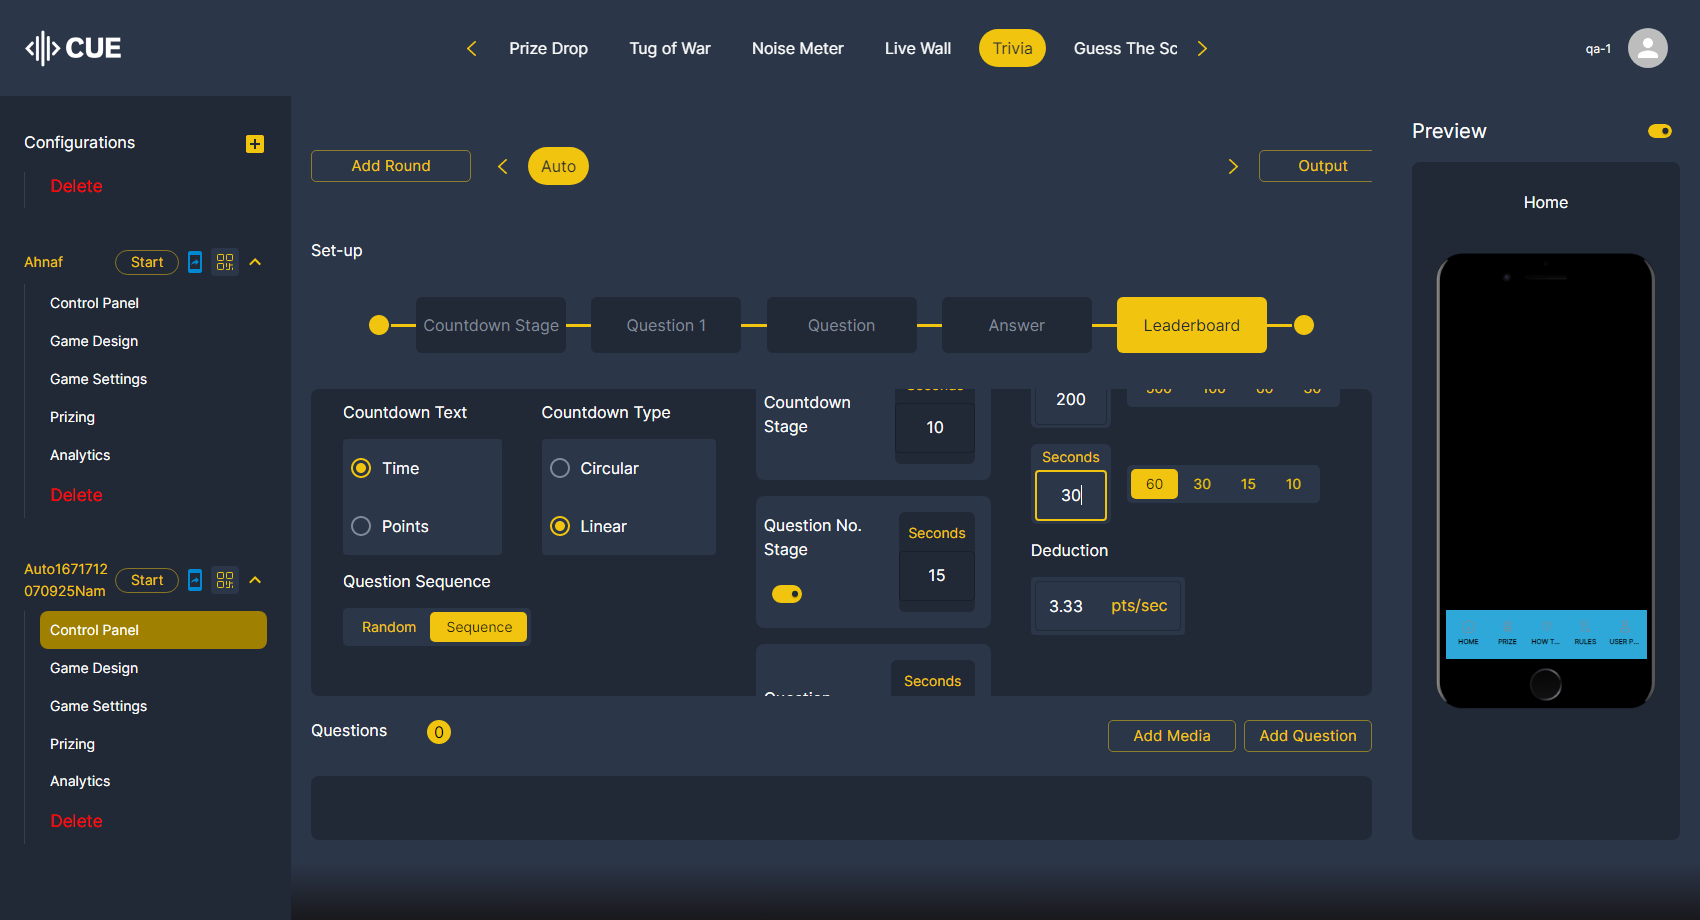 CUE
Prize Drop
Tug of War
Noise Meter
Live Wall
Trivia
Guess The Sc
qa-1
Configurations
Delete
Ahnaf
Start
Control Panel
Game Design
Game Settings
Prizing
Analytics
Delete
Auto1671712
070925Nam
Start
Control Panel
Game Design
Game Settings
Prizing
Analytics
Delete
Add Round
Auto
Output
Set-up
Countdown Stage
Question 1
Question
Answer
Leaderboard
Countdown Text
Time
Points
Countdown Type
Circular
Linear
Question Sequence
Random
Sequence
Countdown
Stage
Seconds
10
Question No.
Stage
Seconds
15
Question
Seconds
200
Seconds
30
60
30
15
10
Deduction
3.33
pts/sec
Questions
0
Add Media
Add Question
Preview
Home
HOME
PRIZE
HOW T...
RULES
USER P...